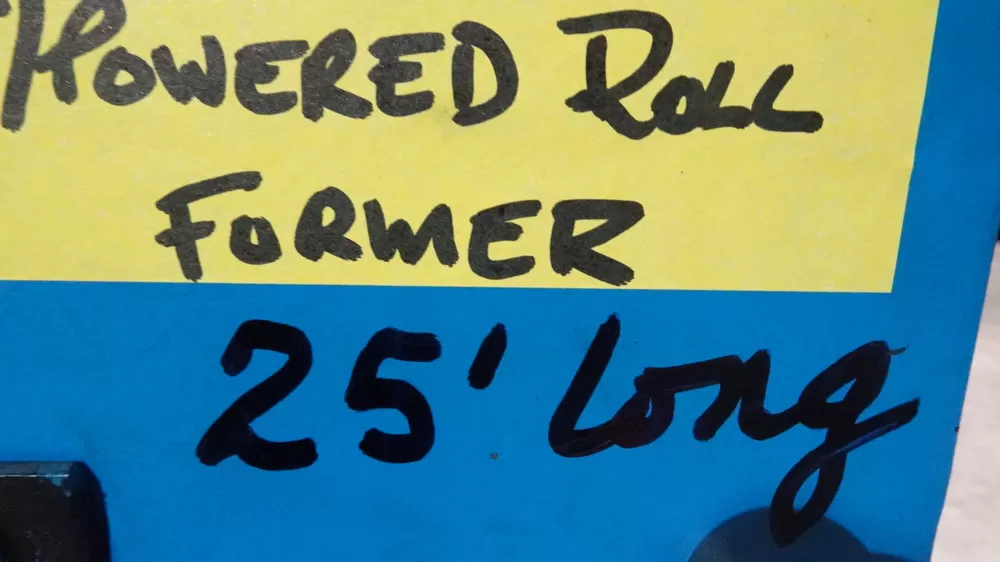 POWERED ROLL
FORMER
25' Long